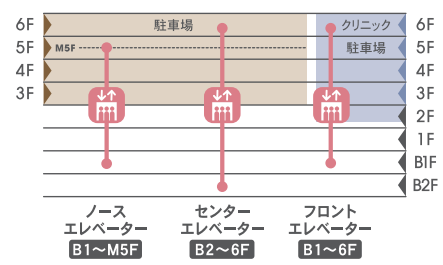 6F 駐車場 クリニック 6F
5F M5F 駐車場 5F
4F 4F
3F 3F
2F
1F
B1F
B2F
ノース センター フロント
エレベーター エレベーター エレベーター
B1〜M5F B2〜6F B1〜6F